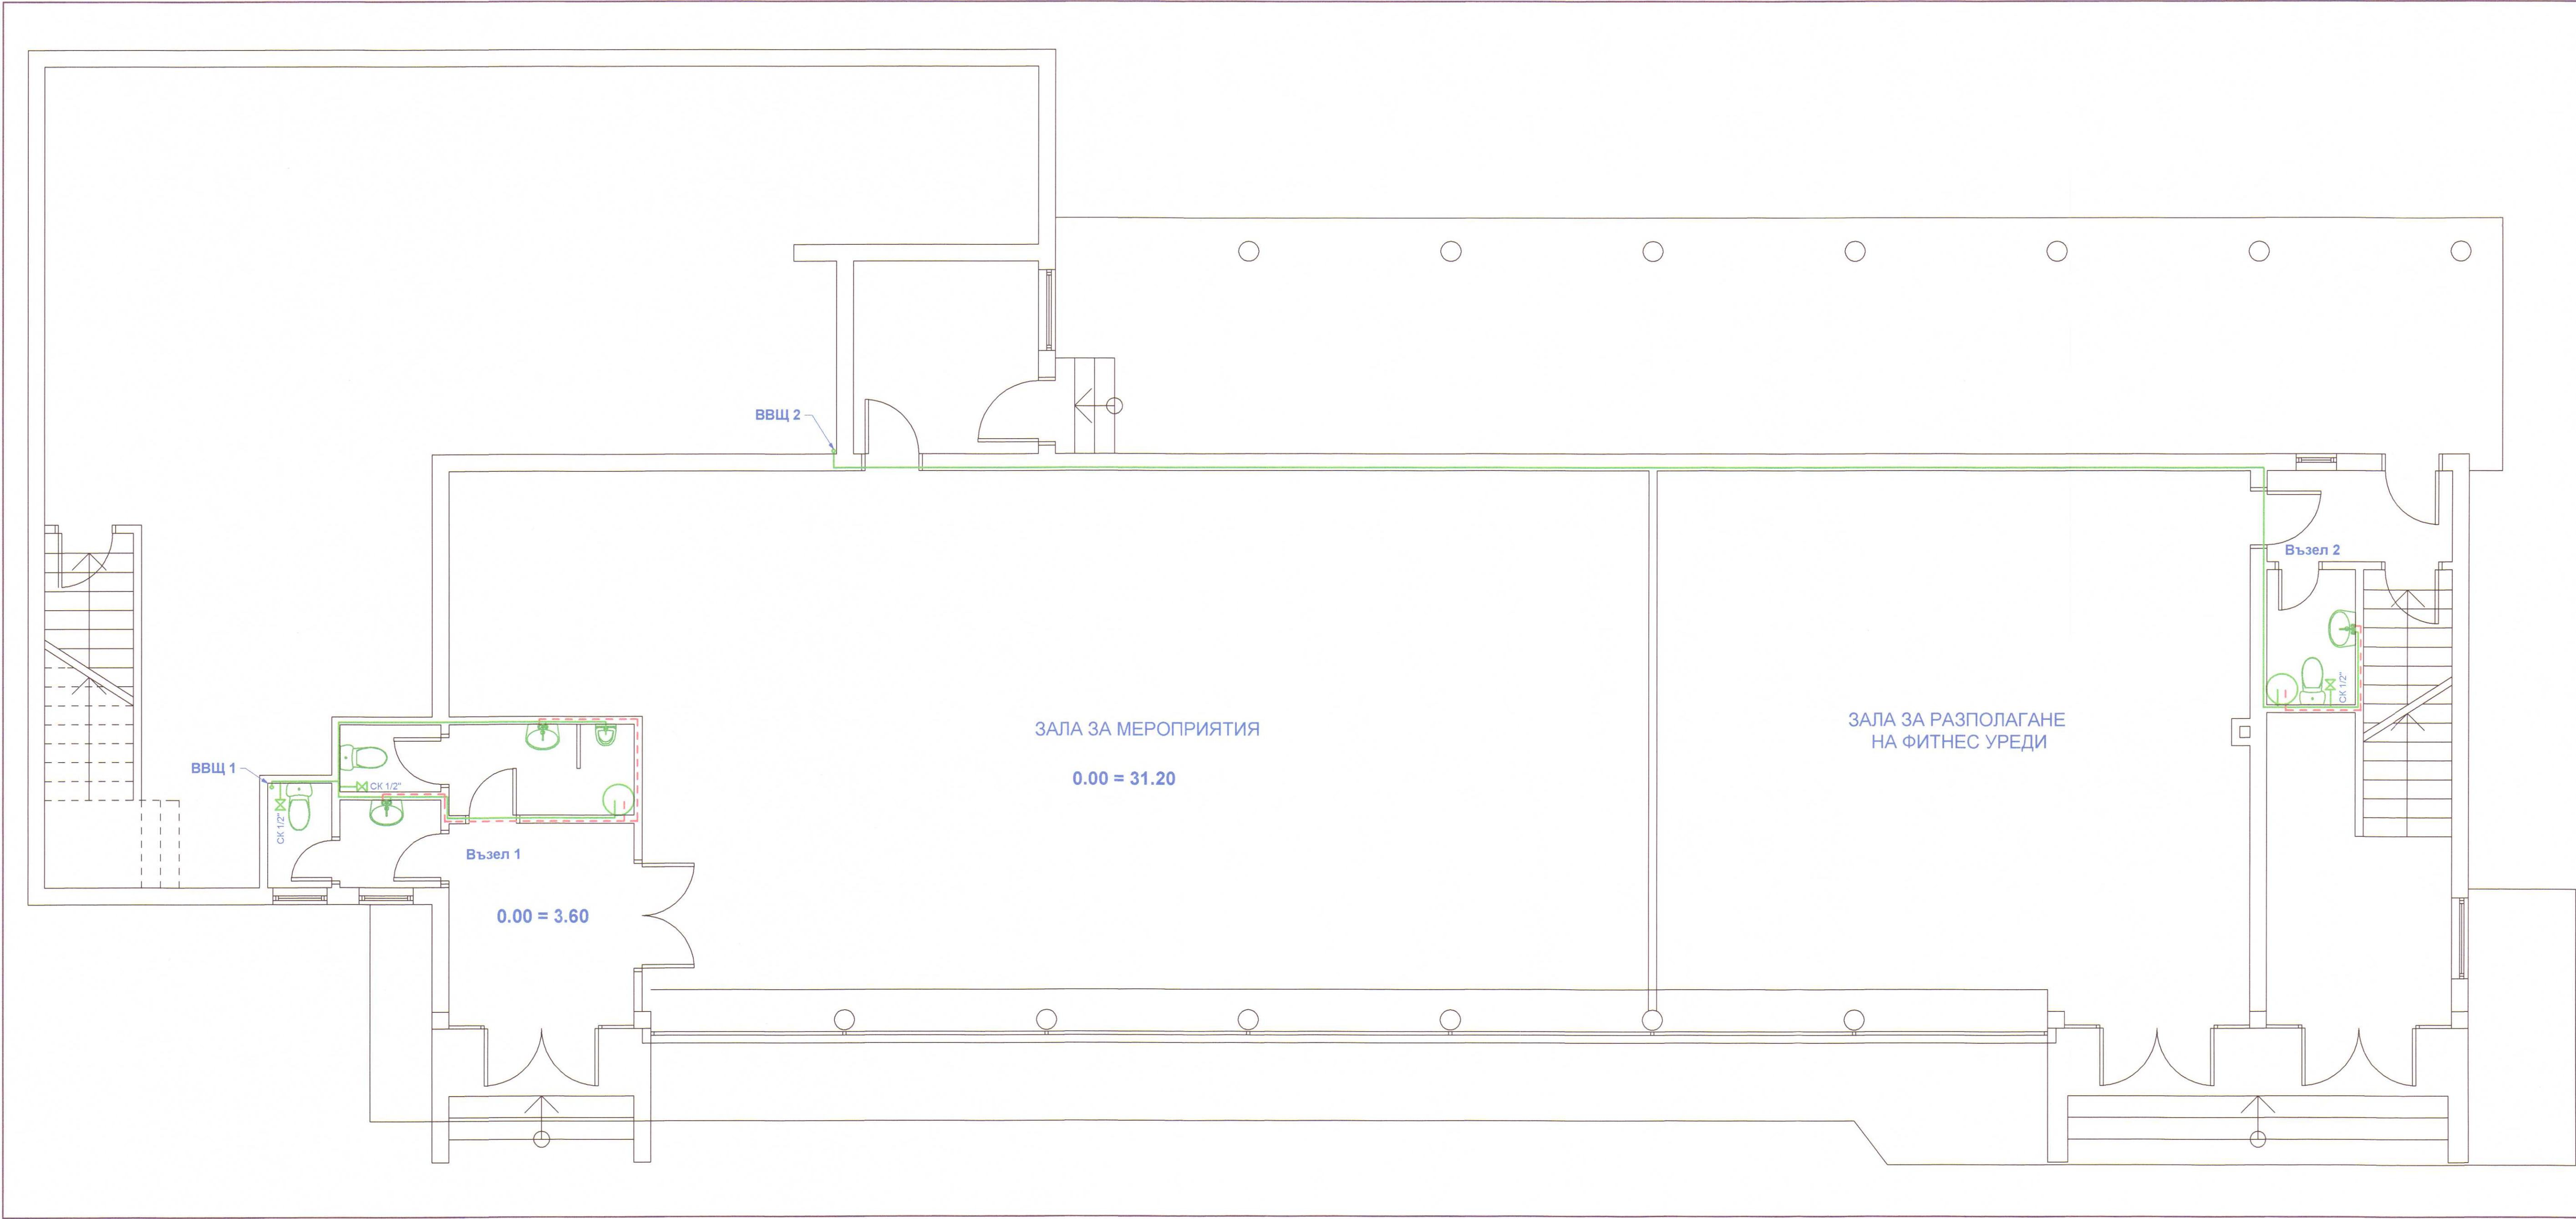 ВВЩ 2
Възел 2
СК 1/2"
ЗАЛА ЗА МЕРОПРИЯТИЯ
0.00 = 31.20
ЗАЛА ЗА РАЗПОЛАГАНЕ
НА ФИТНЕС УРЕДИ
ВВЩ 1
СК 1/2"
СК 1/2"
Възел 1
0.00 = 3.60